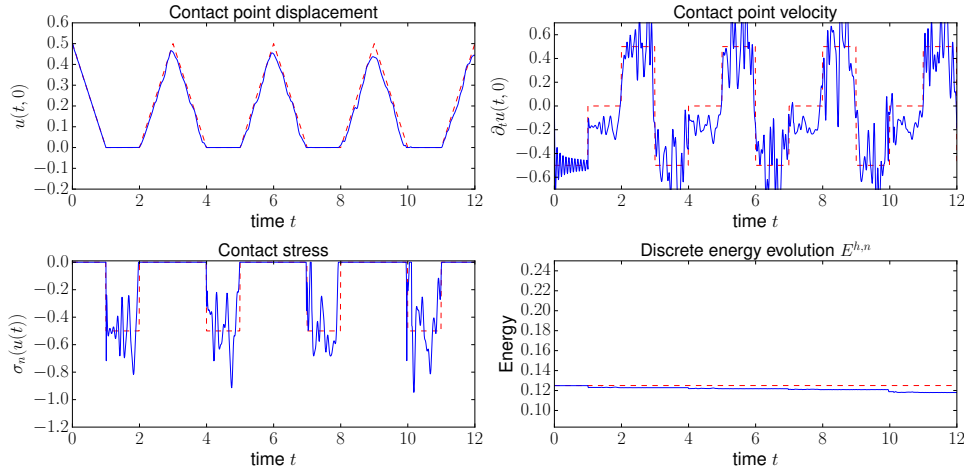 Contact point displacement
0.5
0.4
0.3
0.2
0.1
0.0
−0.1
−0.2
0 2 4 6 8 10 12
u(t, 0)
time t
Contact point velocity
0.6
0.4
0.2
0.0
−0.2
−0.4
−0.6
0 2 4 6 8 10 12
∂ₜu(t, 0)
time t
Contact stress
0.0
−0.2
−0.4
−0.6
−0.8
−1.0
−1.2
0 2 4 6 8 10 12
σₙ(u(t))
time t
Discrete energy evolution Eʰ,ⁿ
0.24
0.22
0.20
0.18
0.16
0.14
0.12
0.10
0 2 4 6 8 10 12
Energy
time t